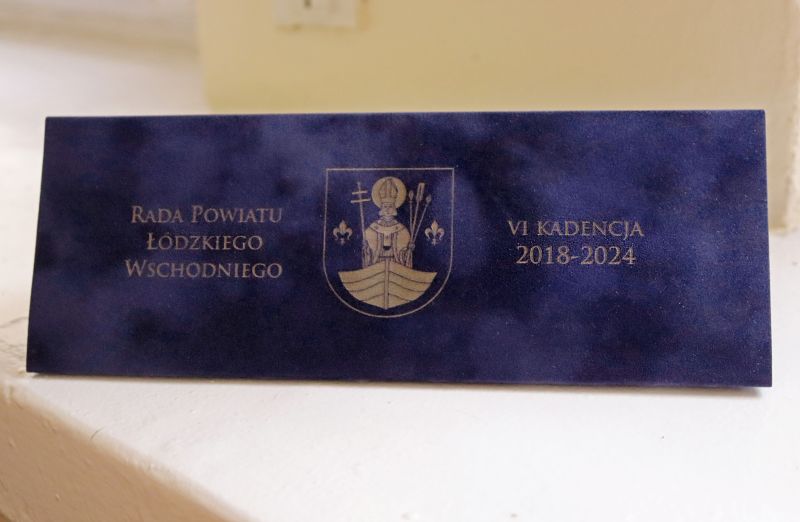 Rada Powiatu
Łódzkiego
Wschodniego
VI KADENCJA
2018-2024